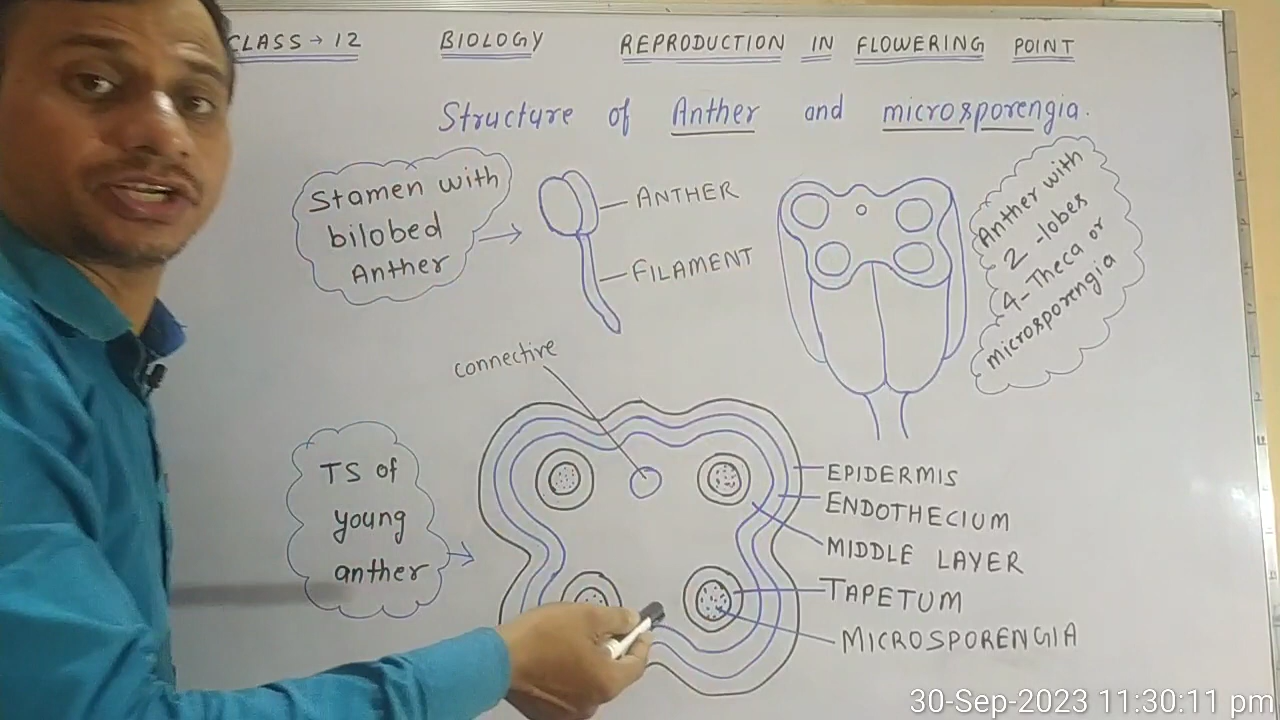 CLASS → 12 BIOLOGY REPRODUCTION IN FLOWERING POINT
Structure of Anther and microsporengia.
Stamen with
bilobed
Anther
ANTHER
FILAMENT
Anther with
2 -lobes
4- Theca or
microsporengia
connective
TS of
young
anther
EPIDERMIS
ENDOTHECIUM
MIDDLE LAYER
TAPETUM
MICROSPORENGIA
30-Sep-2023 11:30:11 pm